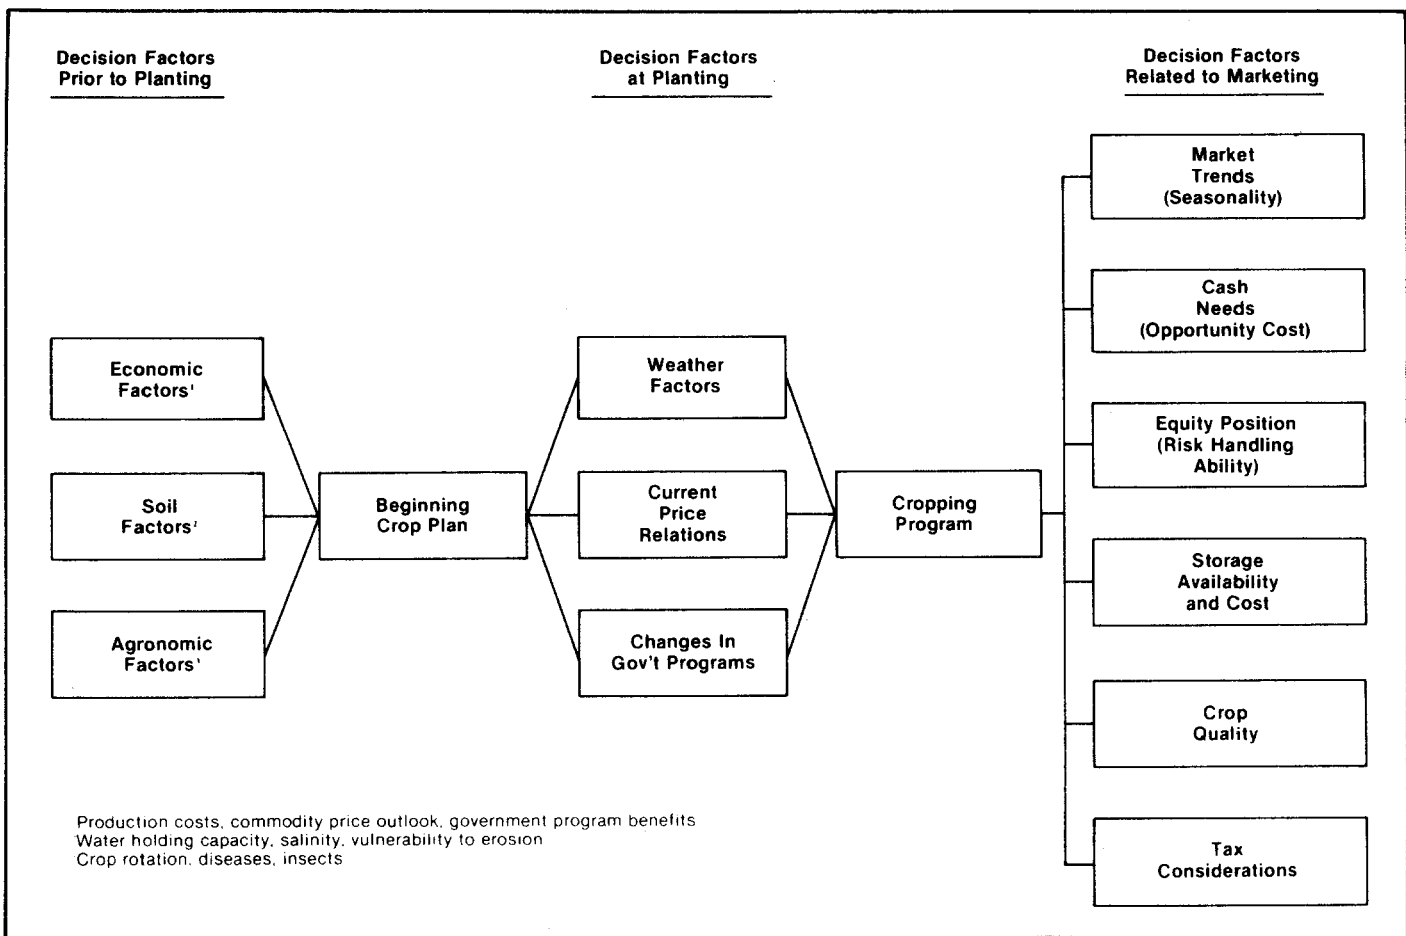 Decision Factors
Prior to Planting
Decision Factors
at Planting
Decision Factors
Related to Marketing
Market
Trends
(Seasonality)
Cash
Needs
(Opportunity Cost)
Economic
Factors¹
Weather
Factors
Equity Position
(Risk Handling
Ability)
Soil
Factors²
Beginning
Crop Plan
Current
Price
Relations
Cropping
Program
Storage
Availability
and Cost
Agronomic
Factors¹
Changes In
Gov't Programs
Crop
Quality
Tax
Considerations
Production costs, commodity price outlook, government program benefits
Water holding capacity, salinity, vulnerability to erosion
Crop rotation, diseases, insects